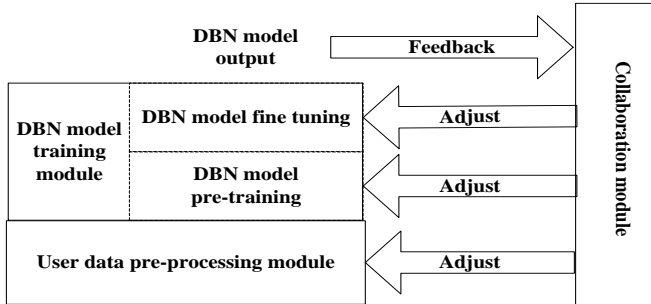 DBN model
output
Feedback
DBN model
training
module
DBN model fine tuning
Adjust
DBN model
pre-training
Adjust
User data pre-processing module
Adjust
Collaboration module